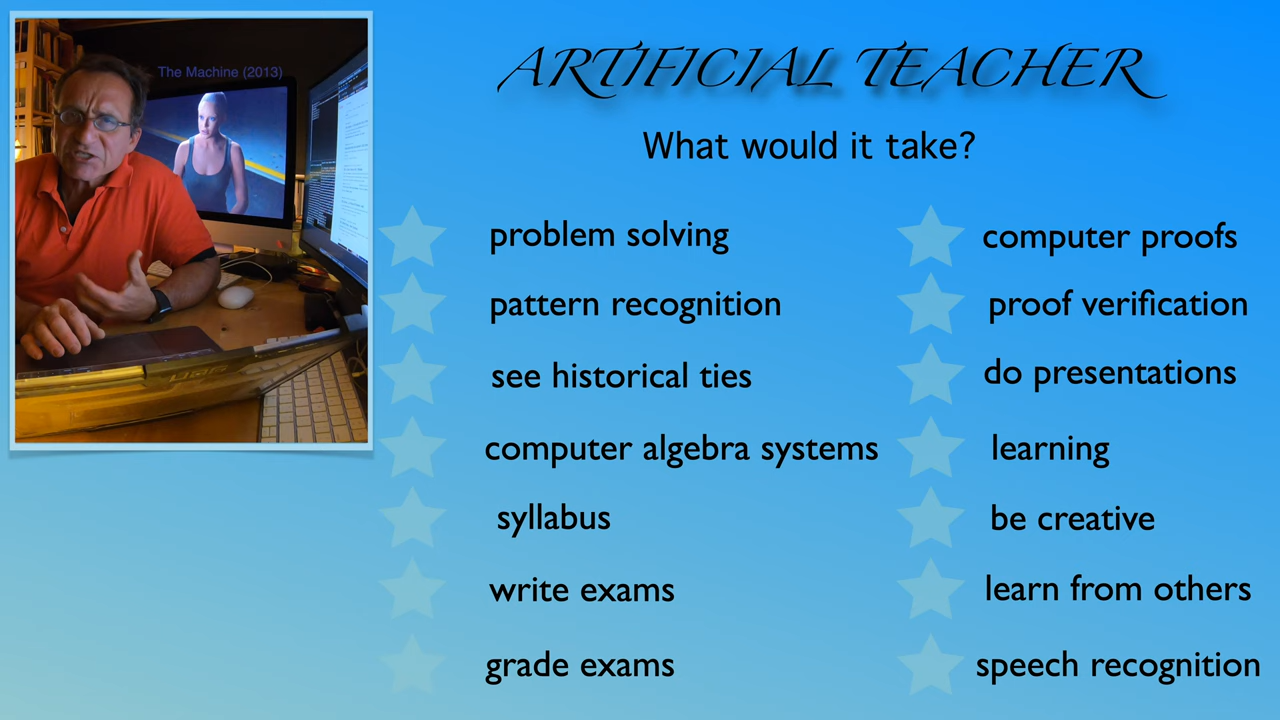 The Machine (2013)
ARTIFICIAL TEACHER
What would it take?
problem solving
pattern recognition
see historical ties
computer algebra systems
syllabus
write exams
grade exams
computer proofs
proof verification
do presentations
learning
be creative
learn from others
speech recognition